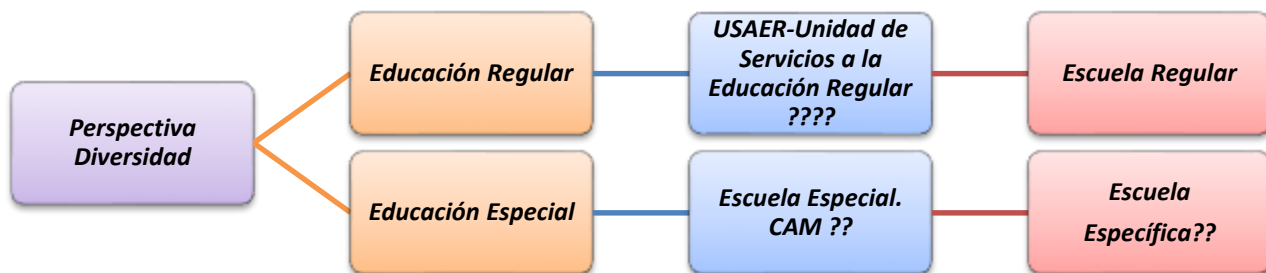 Perspectiva
Diversidad
Educación Regular
USAER-Unidad de
Servicios a la
Educación Regular
????
Escuela Regular
Educación Especial
Escuela Especial.
CAM ??
Escuela
Específica??